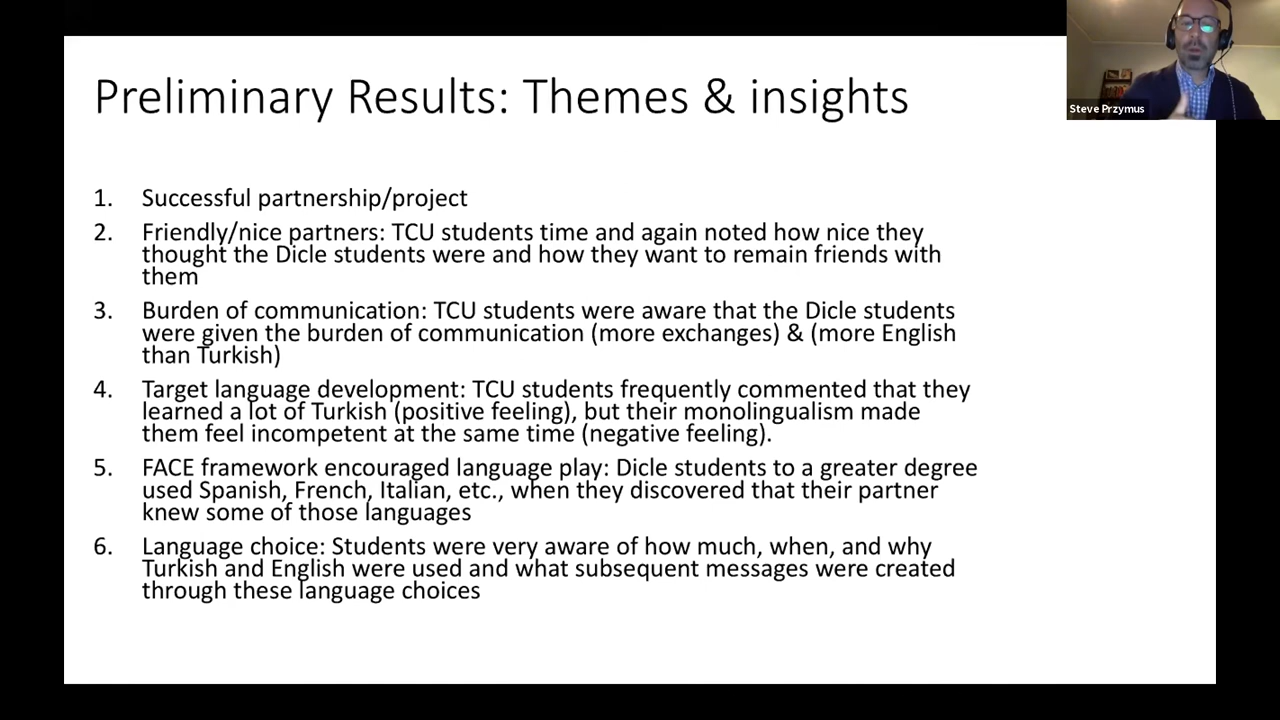 Steve Przymus
Preliminary Results: Themes & insights
1. Successful partnership/project
2. Friendly/nice partners: TCU students time and again noted how nice they
thought the Dicle students were and how they want to remain friends with
them
3. Burden of communication: TCU students were aware that the Dicle students
were given the burden of communication (more exchanges) & (more English
than Turkish)
4. Target language development: TCU students frequently commented that they
learned a lot of Turkish (positive feeling), but their monolingualism made
them feel incompetent at the same time (negative feeling).
5. FACE framework encouraged language play: Dicle students to a greater degree
used Spanish, French, Italian, etc., when they discovered that their partner
knew some of those languages
6. Language choice: Students were very aware of how much, when, and why
Turkish and English were used and what subsequent messages were created
through these language choices